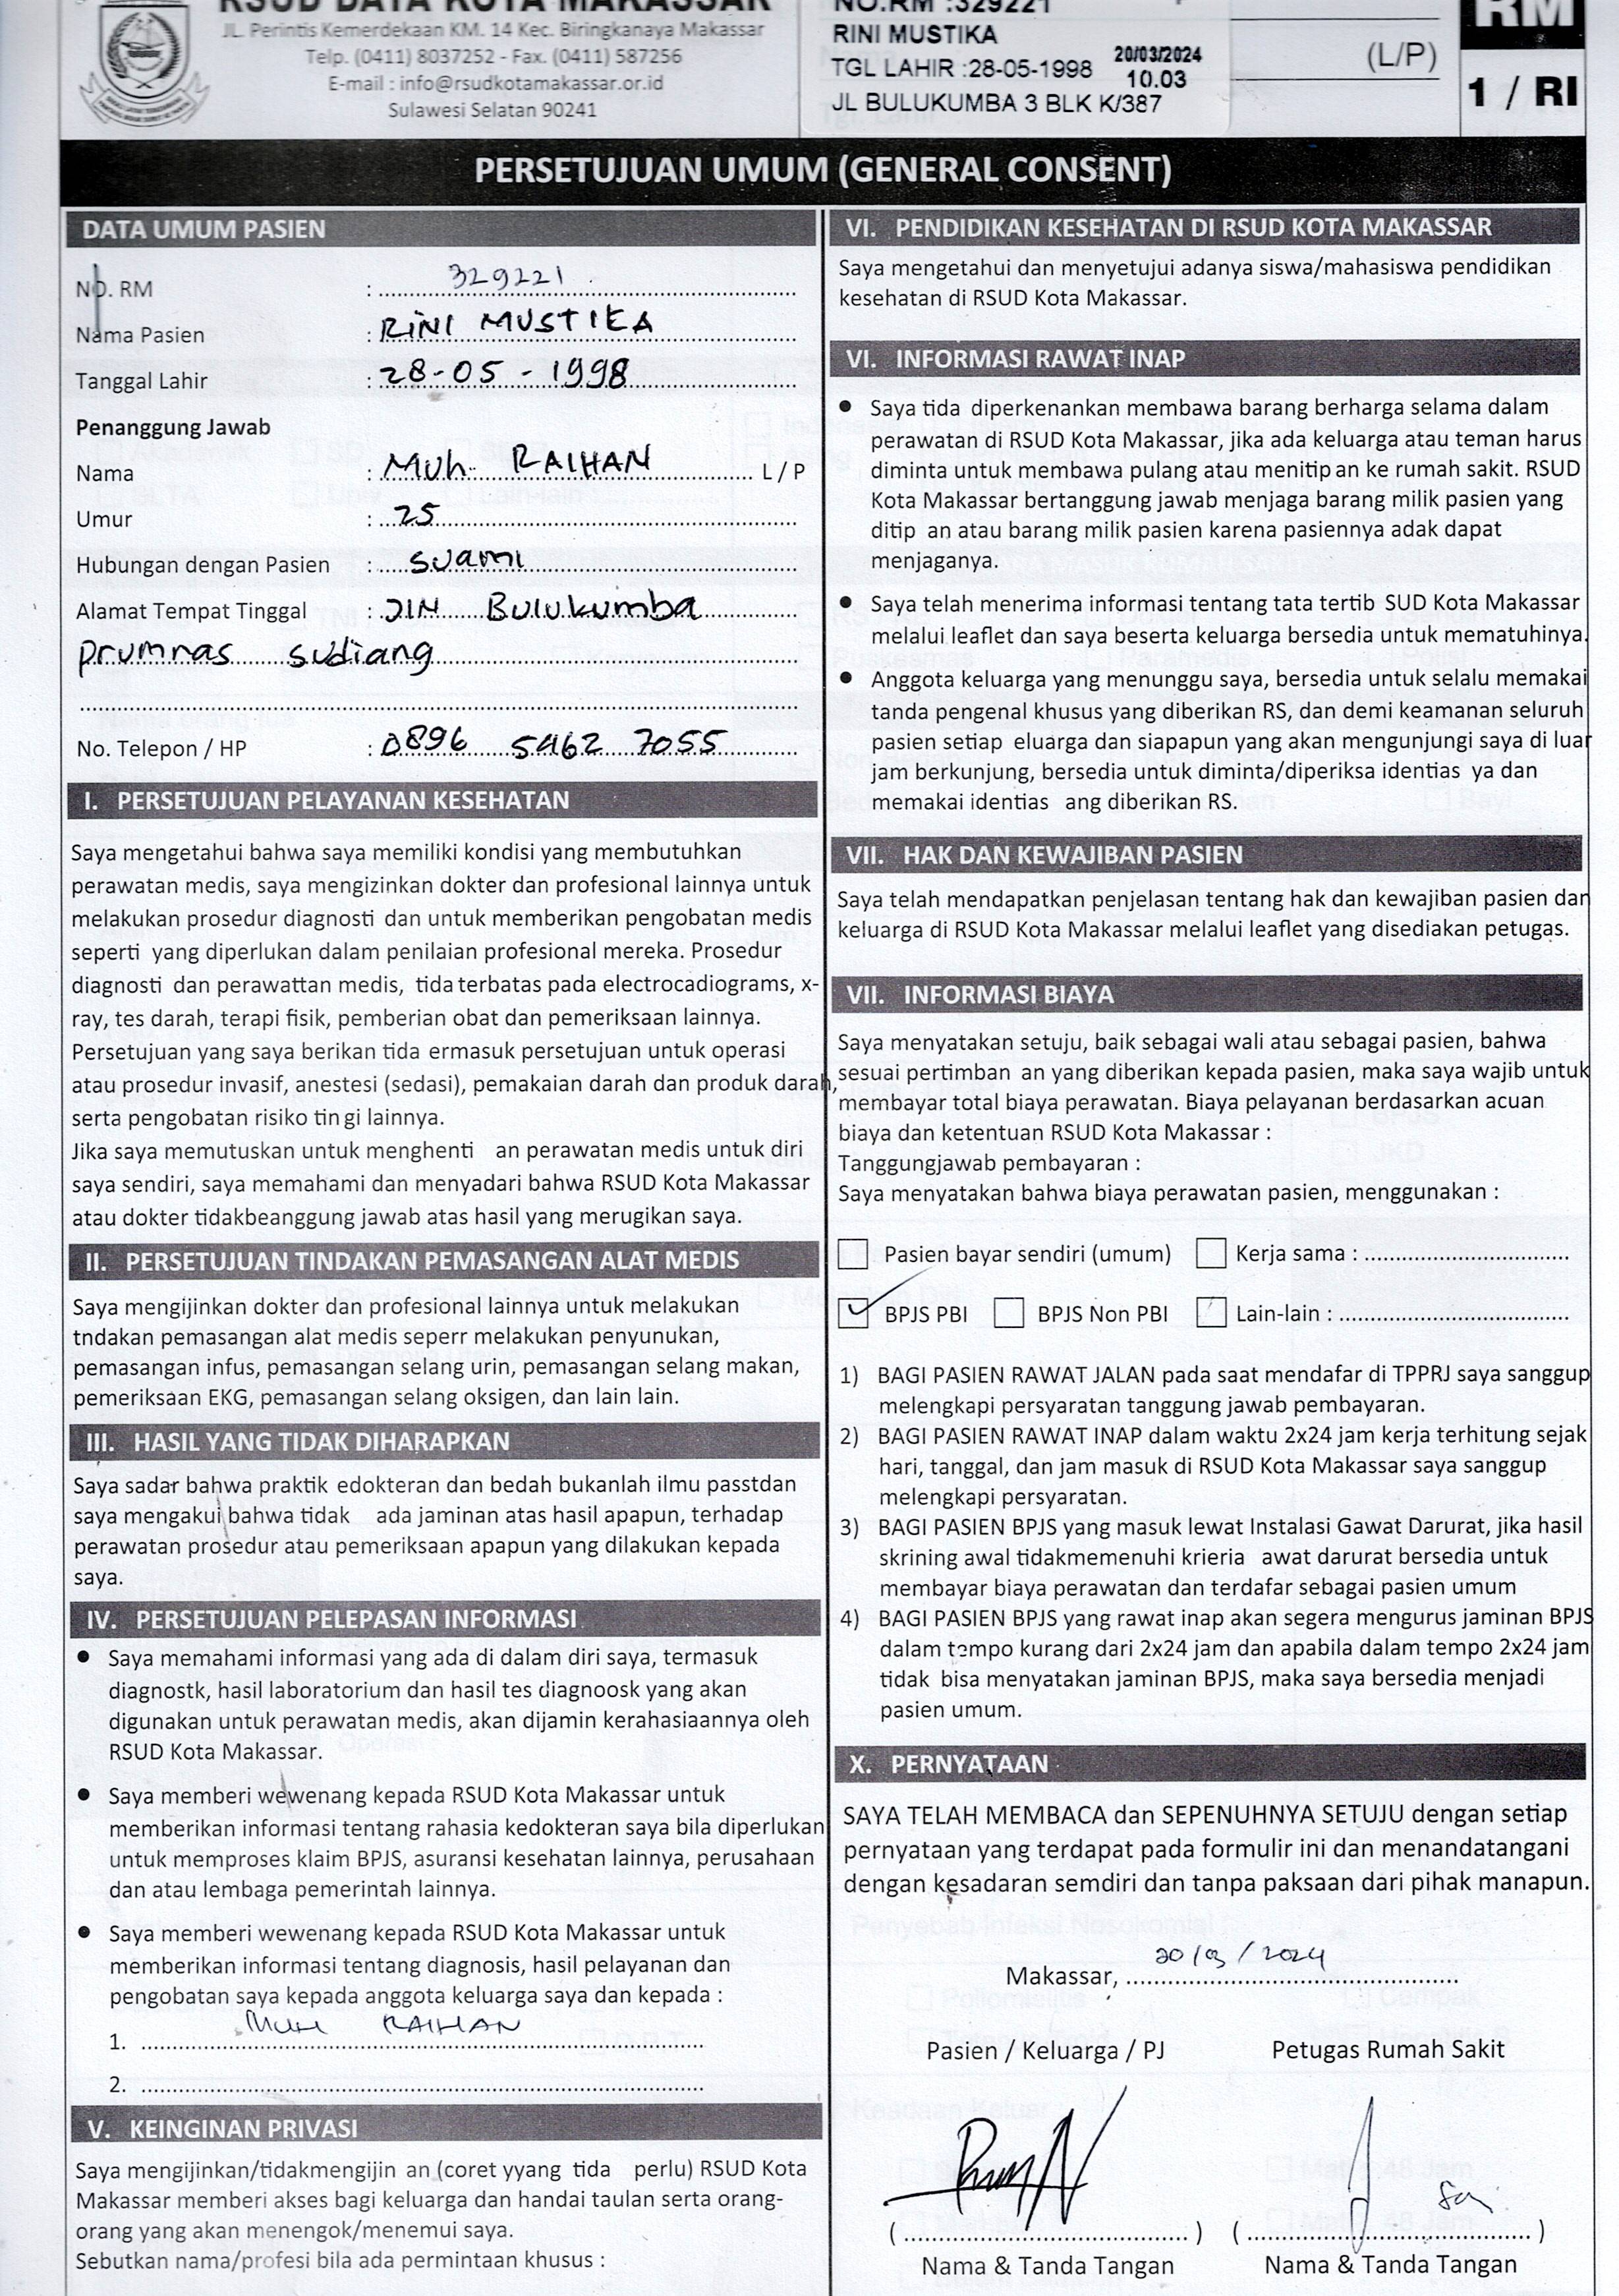 RSUD DAYA KOTA MAKASSAR
JL. Perintis Kemerdekaan KM. 14 Kec. Biringkanaya Makassar
Telp. (0411) 8037252 - Fax. (0411) 587256
E-mail : info@rsudkotamakassar.or.id
Sulawesi Selatan 90241
NO.RM :329221
RINI MUSTIKA
TGL LAHIR :28-05-1998 20/03/2024
10.03
JL BULUKUMBA 3 BLK K/387
(L/P)
RM
1 / RI
PERSETUJUAN UMUM (GENERAL CONSENT)
DATA UMUM PASIEN
NO. RM : 329221
Nama Pasien : RINI MUSTIKA
Tanggal Lahir : 28-05-1998
Penanggung Jawab
Nama : Muh. RAIHAN L / P
Umur : 25
Hubungan dengan Pasien : suami
Alamat Tempat Tinggal : Jln Bulukumba
prumnas sudiang
No. Telepon / HP : 0896 5462 7055
I. PERSETUJUAN PELAYANAN KESEHATAN
Saya mengetahui bahwa saya memiliki kondisi yang membutuhkan
perawatan medis, saya mengizinkan dokter dan profesional lainnya untuk
melakukan prosedur diagnosti dan untuk memberikan pengobatan medis
seperti yang diperlukan dalam penilaian profesional mereka. Prosedur
diagnosti dan perawattan medis, tida terbatas pada electrocadiograms, x-
ray, tes darah, terapi fisik, pemberian obat dan pemeriksaan lainnya.
Persetujuan yang saya berikan tida ermasuk persetujuan untuk operasi
atau prosedur invasif, anestesi (sedasi), pemakaian darah dan produk darah,
serta pengobatan risiko tin gi lainnya.
Jika saya memutuskan untuk menghenti an perawatan medis untuk diri
saya sendiri, saya memahami dan menyadari bahwa RSUD Kota Makassar
atau dokter tidakbeanggung jawab atas hasil yang merugikan saya.
II. PERSETUJUAN TINDAKAN PEMASANGAN ALAT MEDIS
Saya mengijinkan dokter dan profesional lainnya untuk melakukan
tndakan pemasangan alat medis seperr melakukan penyunukan,
pemasangan infus, pemasangan selang urin, pemasangan selang makan,
pemeriksaan EKG, pemasangan selang oksigen, dan lain lain.
III. HASIL YANG TIDAK DIHARAPKAN
Saya sadar bahwa praktik edokteran dan bedah bukanlah ilmu passtdan
saya mengakui bahwa tidak ada jaminan atas hasil apapun, terhadap
perawatan prosedur atau pemeriksaan apapun yang dilakukan kepada
saya.
IV. PERSETUJUAN PELEPASAN INFORMASI
• Saya memahami informasi yang ada di dalam diri saya, termasuk
diagnostk, hasil laboratorium dan hasil tes diagnoosk yang akan
digunakan untuk perawatan medis, akan dijamin kerahasiaannya oleh
RSUD Kota Makassar.
• Saya memberi wewenang kepada RSUD Kota Makassar untuk
memberikan informasi tentang rahasia kedokteran saya bila diperlukan
untuk memproses klaim BPJS, asuransi kesehatan lainnya, perusahaan
dan atau lembaga pemerintah lainnya.
• Saya memberi wewenang kepada RSUD Kota Makassar untuk
memberikan informasi tentang diagnosis, hasil pelayanan dan
pengobatan saya kepada anggota keluarga saya dan kepada :
1. MUH RAIHAN
2.
V. KEINGINAN PRIVASI
Saya mengijinkan/tidakmengijin an (coret yyang tida perlu) RSUD Kota
Makassar memberi akses bagi keluarga dan handai taulan serta orang-
orang yang akan menengok/menemui saya.
Sebutkan nama/profesi bila ada permintaan khusus :
VI. PENDIDIKAN KESEHATAN DI RSUD KOTA MAKASSAR
Saya mengetahui dan menyetujui adanya siswa/mahasiswa pendidikan
kesehatan di RSUD Kota Makassar.
VI. INFORMASI RAWAT INAP
• Saya tida diperkenankan membawa barang berharga selama dalam
perawatan di RSUD Kota Makassar, jika ada keluarga atau teman harus
diminta untuk membawa pulang atau menitip an ke rumah sakit. RSUD
Kota Makassar bertanggung jawab menjaga barang milik pasien yang
ditip an atau barang milik pasien karena pasiennya adak dapat
menjaganya.
• Saya telah menerima informasi tentang tata tertib SUD Kota Makassar
melalui leaflet dan saya beserta keluarga bersedia untuk mematuhinya.
• Anggota keluarga yang menunggu saya, bersedia untuk selalu memakai
tanda pengenal khusus yang diberikan RS, dan demi keamanan seluruh
pasien setiap eluarga dan siapapun yang akan mengunjungi saya di luar
jam berkunjung, bersedia untuk diminta/diperiksa identias ya dan
memakai identias ang diberikan RS.
VII. HAK DAN KEWAJIBAN PASIEN
Saya telah mendapatkan penjelasan tentang hak dan kewajiban pasien dan
keluarga di RSUD Kota Makassar melalui leaflet yang disediakan petugas.
VII. INFORMASI BIAYA
Saya menyatakan setuju, baik sebagai wali atau sebagai pasien, bahwa
sesuai pertimban an yang diberikan kepada pasien, maka saya wajib untuk
membayar total biaya perawatan. Biaya pelayanan berdasarkan acuan
biaya dan ketentuan RSUD Kota Makassar :
Tanggungjawab pembayaran :
Saya menyatakan bahwa biaya perawatan pasien, menggunakan :
Pasien bayar sendiri (umum) Kerja sama :
BPJS PBI BPJS Non PBI Lain-lain :
1) BAGI PASIEN RAWAT JALAN pada saat mendafar di TPPRJ saya sanggup
melengkapi persyaratan tanggung jawab pembayaran.
2) BAGI PASIEN RAWAT INAP dalam waktu 2x24 jam kerja terhitung sejak
hari, tanggal, dan jam masuk di RSUD Kota Makassar saya sanggup
melengkapi persyaratan.
3) BAGI PASIEN BPJS yang masuk lewat Instalasi Gawat Darurat, jika hasil
skrining awal tidakmemenuhi krieria awat darurat bersedia untuk
membayar biaya perawatan dan terdafar sebagai pasien umum
4) BAGI PASIEN BPJS yang rawat inap akan segera mengurus jaminan BPJS
dalam tempo kurang dari 2x24 jam dan apabila dalam tempo 2x24 jam
tidak bisa menyatakan jaminan BPJS, maka saya bersedia menjadi
pasien umum.
X. PERNYATAAN
SAYA TELAH MEMBACA dan SEPENUHNYA SETUJU dengan setiap
pernyataan yang terdapat pada formulir ini dan menandatangani
dengan kesadaran semdiri dan tanpa paksaan dari pihak manapun.
Makassar, 20/03/2024
Pasien / Keluarga / PJ Petugas Rumah Sakit
( ) ( )
Nama & Tanda Tangan Nama & Tanda Tangan